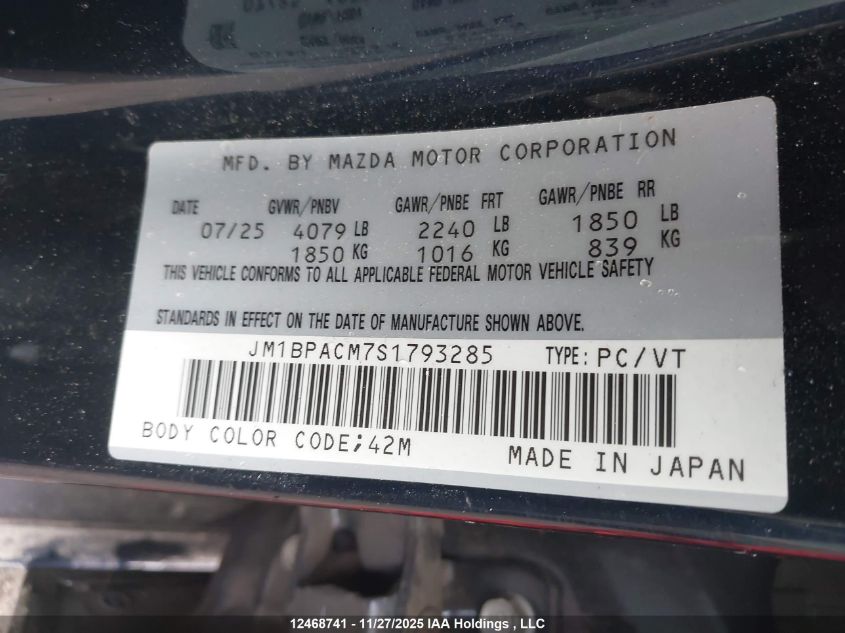 MFD. BY MAZDA MOTOR CORPORATION
DATE GVWR/PNBV GAWR/PNBE FRT GAWR/PNBE RR
07/25 4079 LB 2240 LB 1850 LB
1850 KG 1016 KG 839 KG
THIS VEHICLE CONFORMS TO ALL APPLICABLE FEDERAL MOTOR VEHICLE SAFETY
STANDARDS IN EFFECT ON THE DATE OF MANUFACTURE SHOWN ABOVE.
JM1BPACM7S1793285 TYPE: PC/VT
BODY COLOR CODE;42M
MADE IN JAPAN
12468741 - 11/27/2025 IAA Holdings , LLC